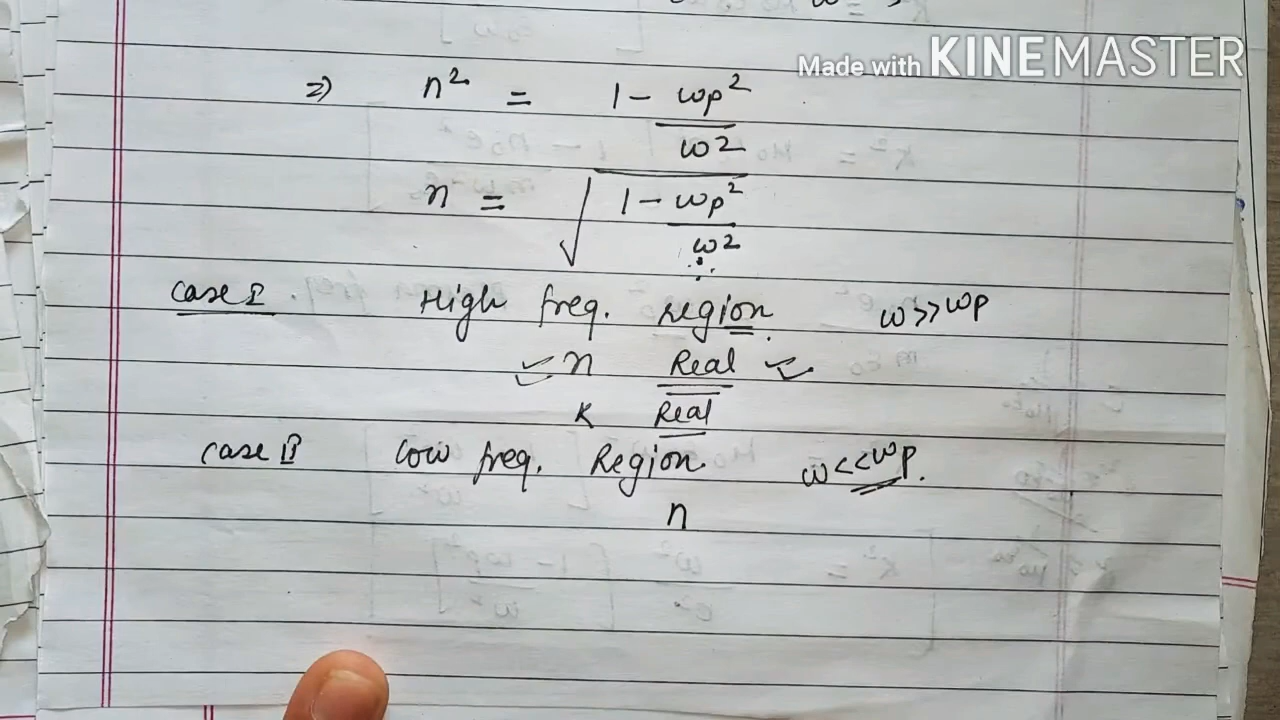 Made with KINEMASTER
⇒ n² = 1 - ωp²
ω²
n = √ 1 - ωp²
ω²
Case I High freq. region. ω>>ωp
n Real
K Real
Case II Low freq. Region. ω<<ωp.
n